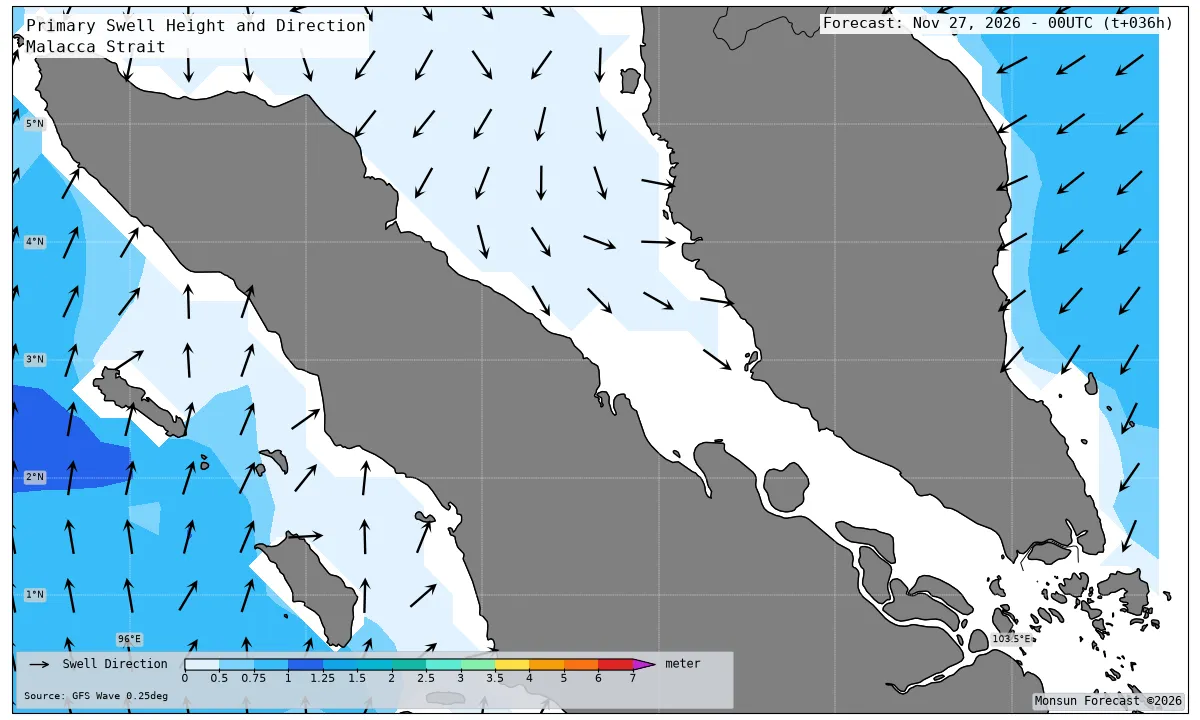 Primary Swell Height and Direction
Malacca Strait
Forecast: Nov 27, 2026 - 00UTC (t+036h)
5°N
4°N
3°N
2°N
1°N
96°E
103.5°E
Swell Direction
meter
0 0.5 0.75 1 1.25 1.5 2 2.5 3 3.5 4 5 6 7
Source: GFS Wave 0.25deg
Monsun Forecast ©2026